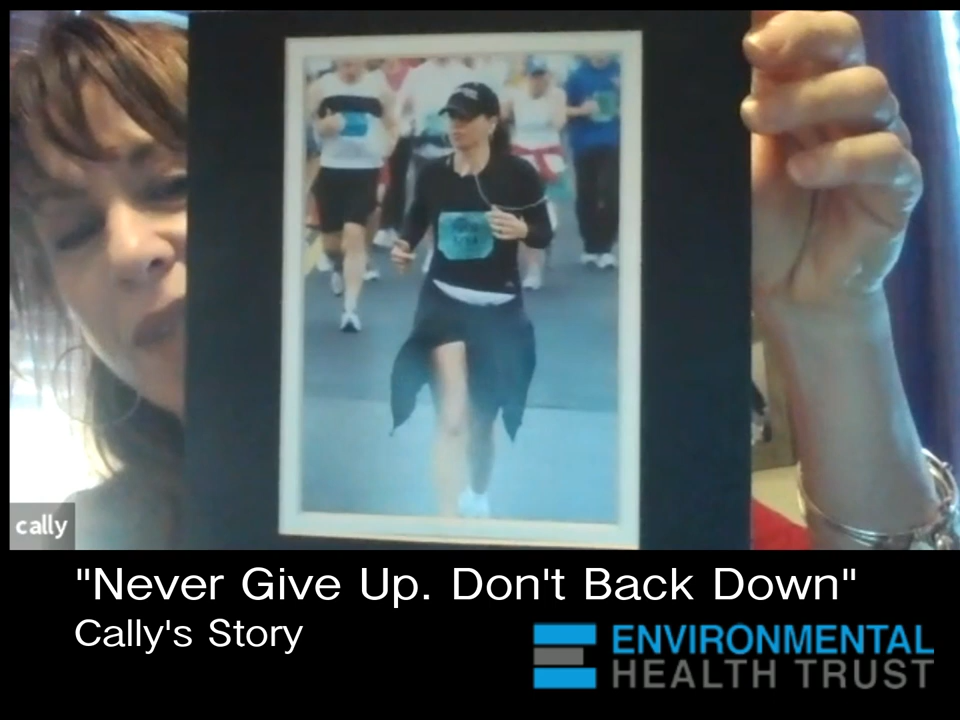 cally
"Never Give Up. Don't Back Down"
Cally's Story
ENVIRONMENTAL
HEALTH TRUST